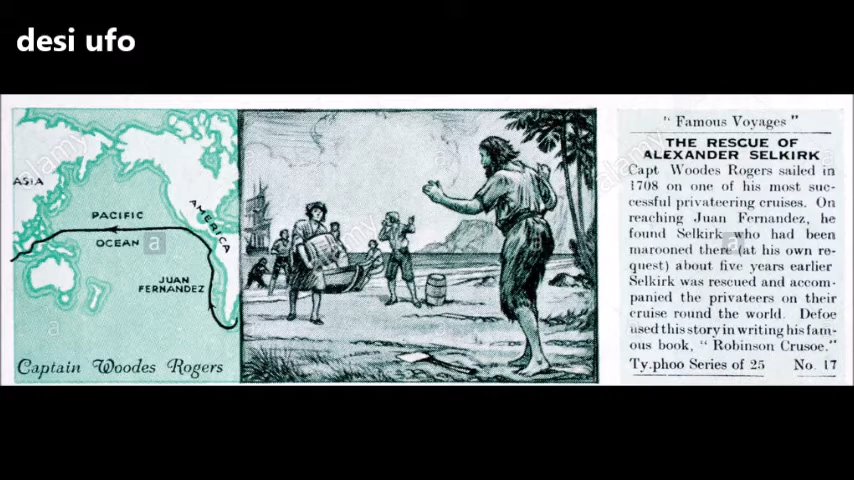 desi ufo
ASIA
PACIFIC
OCEAN
AMERICA
JUAN
FERNANDEZ
Captain Woodes Rogers
" Famous Voyages "
THE RESCUE OF
ALEXANDER SELKIRK
Capt Woodes Rogers sailed in
1708 on one of his most suc-
cessful privateering cruises. On
reaching Juan Fernandez, he
found Selkirk who had been
marooned there (at his own re-
quest) about five years earlier
Selkirk was rescued and accom-
panied the privateers on their
cruise round the world. Defoe
used this story in writing his fam-
ous book, " Robinson Crusoe."
Ty.phoo Series of 25 No. 17
alamy
a